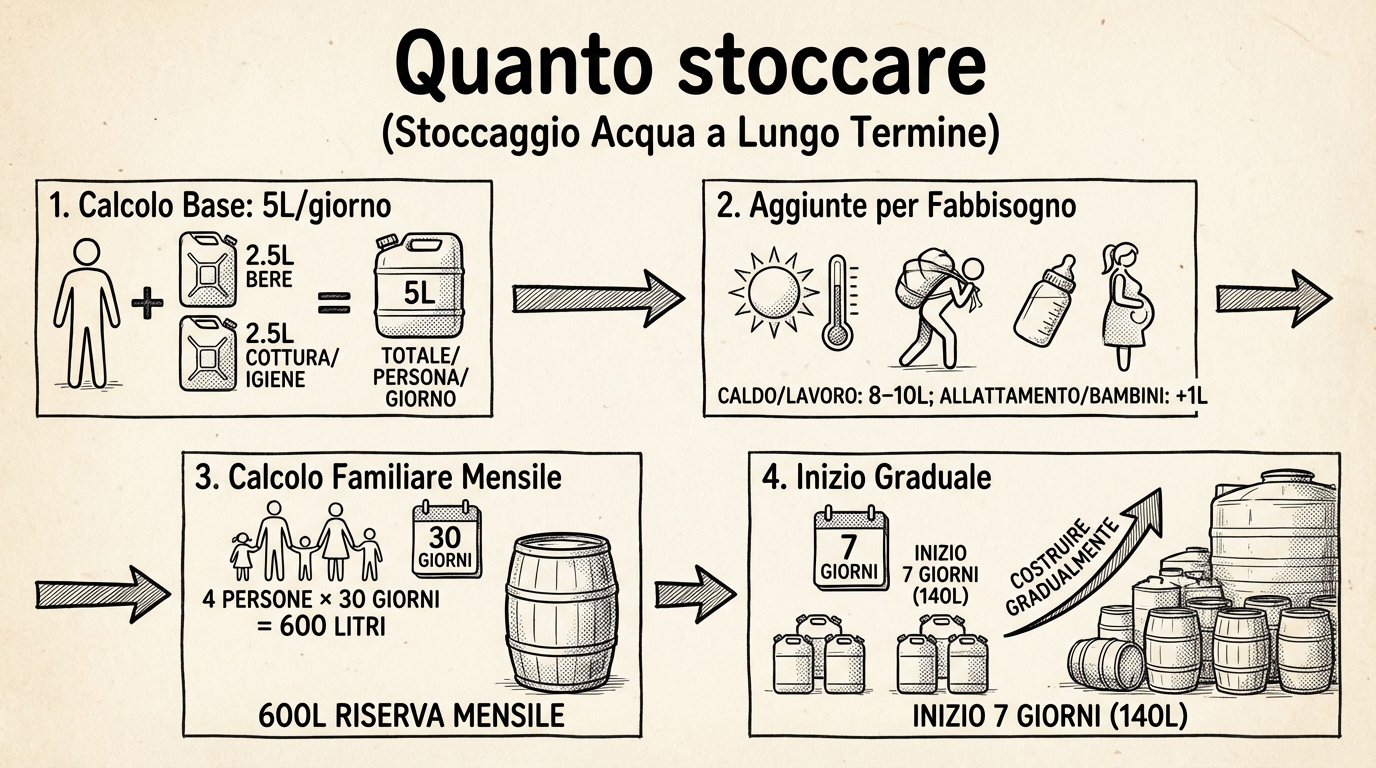 Quanto stoccare
(Stoccaggio Acqua a Lungo Termine)
1. Calcolo Base: 5L/giorno
2.5L
BERE
2.5L
COTTURA/
IGIENE
5L
TOTALE/
PERSONA/
GIORNO
2. Aggiunte per Fabbisogno
CALDO/LAVORO: 8–10L; ALLATTAMENTO/BAMBINI: +1L
3. Calcolo Familiare Mensile
30
GIORNI
4 PERSONE × 30 GIORNI
= 600 LITRI
600L RISERVA MENSILE
4. Inizio Graduale
7
GIORNI
INIZIO
7 GIORNI
(140L)
COSTRUIRE
GRADUALMENTE
INIZIO 7 GIORNI (140L)